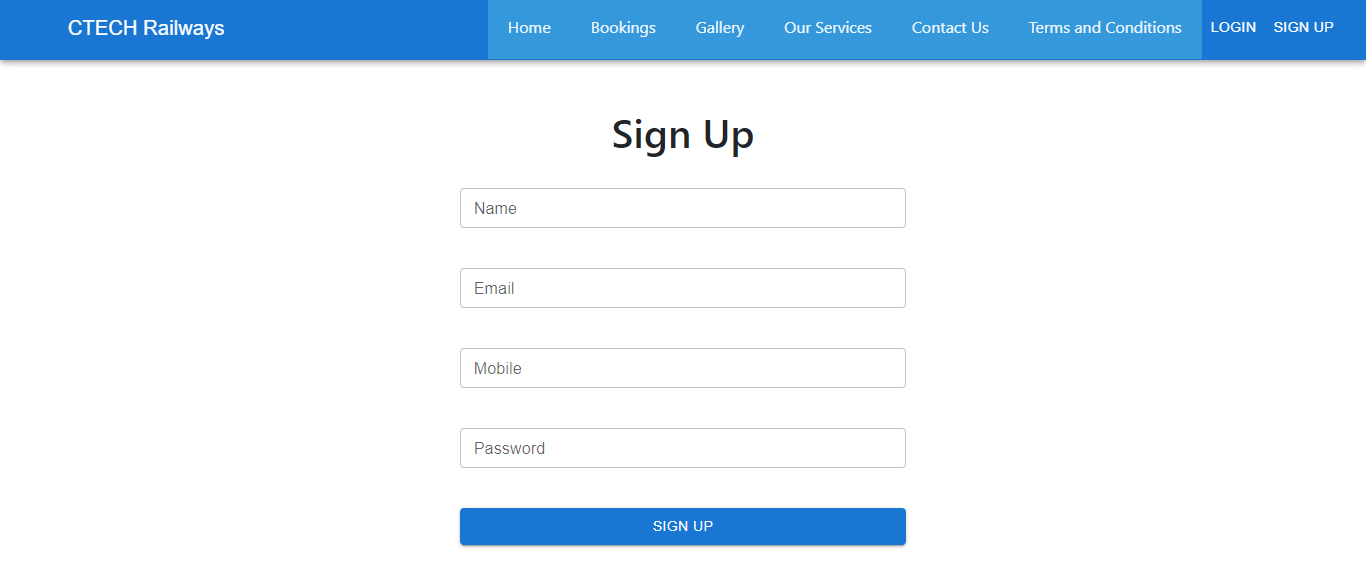 CTECH Railways Home Bookings Gallery Our Services Contact Us Terms and Conditions LOGIN SIGN UP
Sign Up
Name
Email
Mobile
Password
SIGN UP